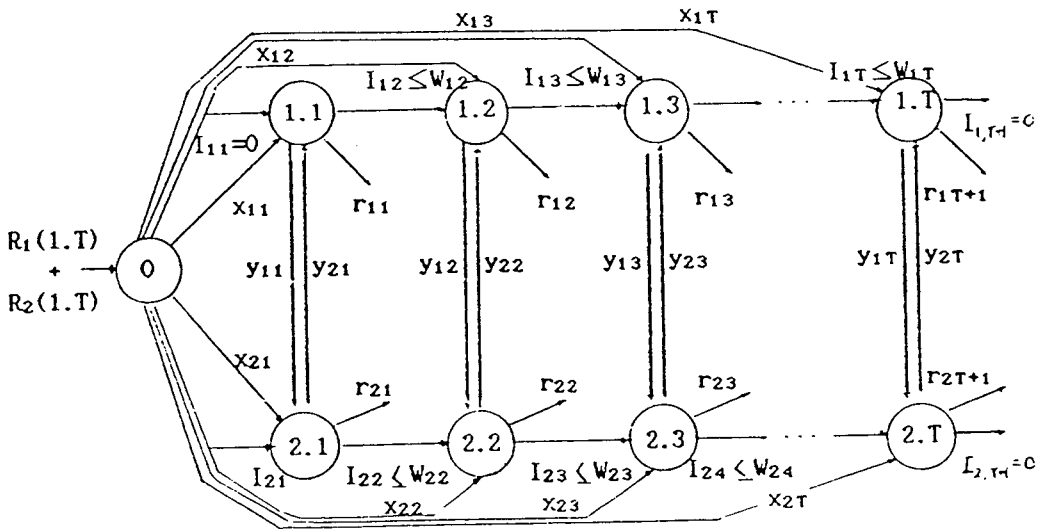 x₁₃ x₁T
x₁₂
I₁₂ ≤ W₁₂ I₁₃ ≤ W₁₃ I₁T ≤ W₁T
1.1 1.2 1.3 ... 1.T
I₁₁=0 I₁,T+1=0
x₁₁ r₁₁ r₁₂ r₁₃ r₁T+1
R₁(1.T)
+
R₂(1.T)
0
y₁₁ y₂₁ y₁₂ y₂₂ y₁₃ y₂₃ y₁T y₂T
x₂₁ r₂₁ r₂₂ r₂₃ r₂T+1
2.1 2.2 2.3 ... 2.T
I₂₁ I₂₂ ≤ W₂₂ I₂₃ ≤ W₂₃ I₂₄ ≤ W₂₄ I₂,T+1=0
x₂₂ x₂₃ x₂T